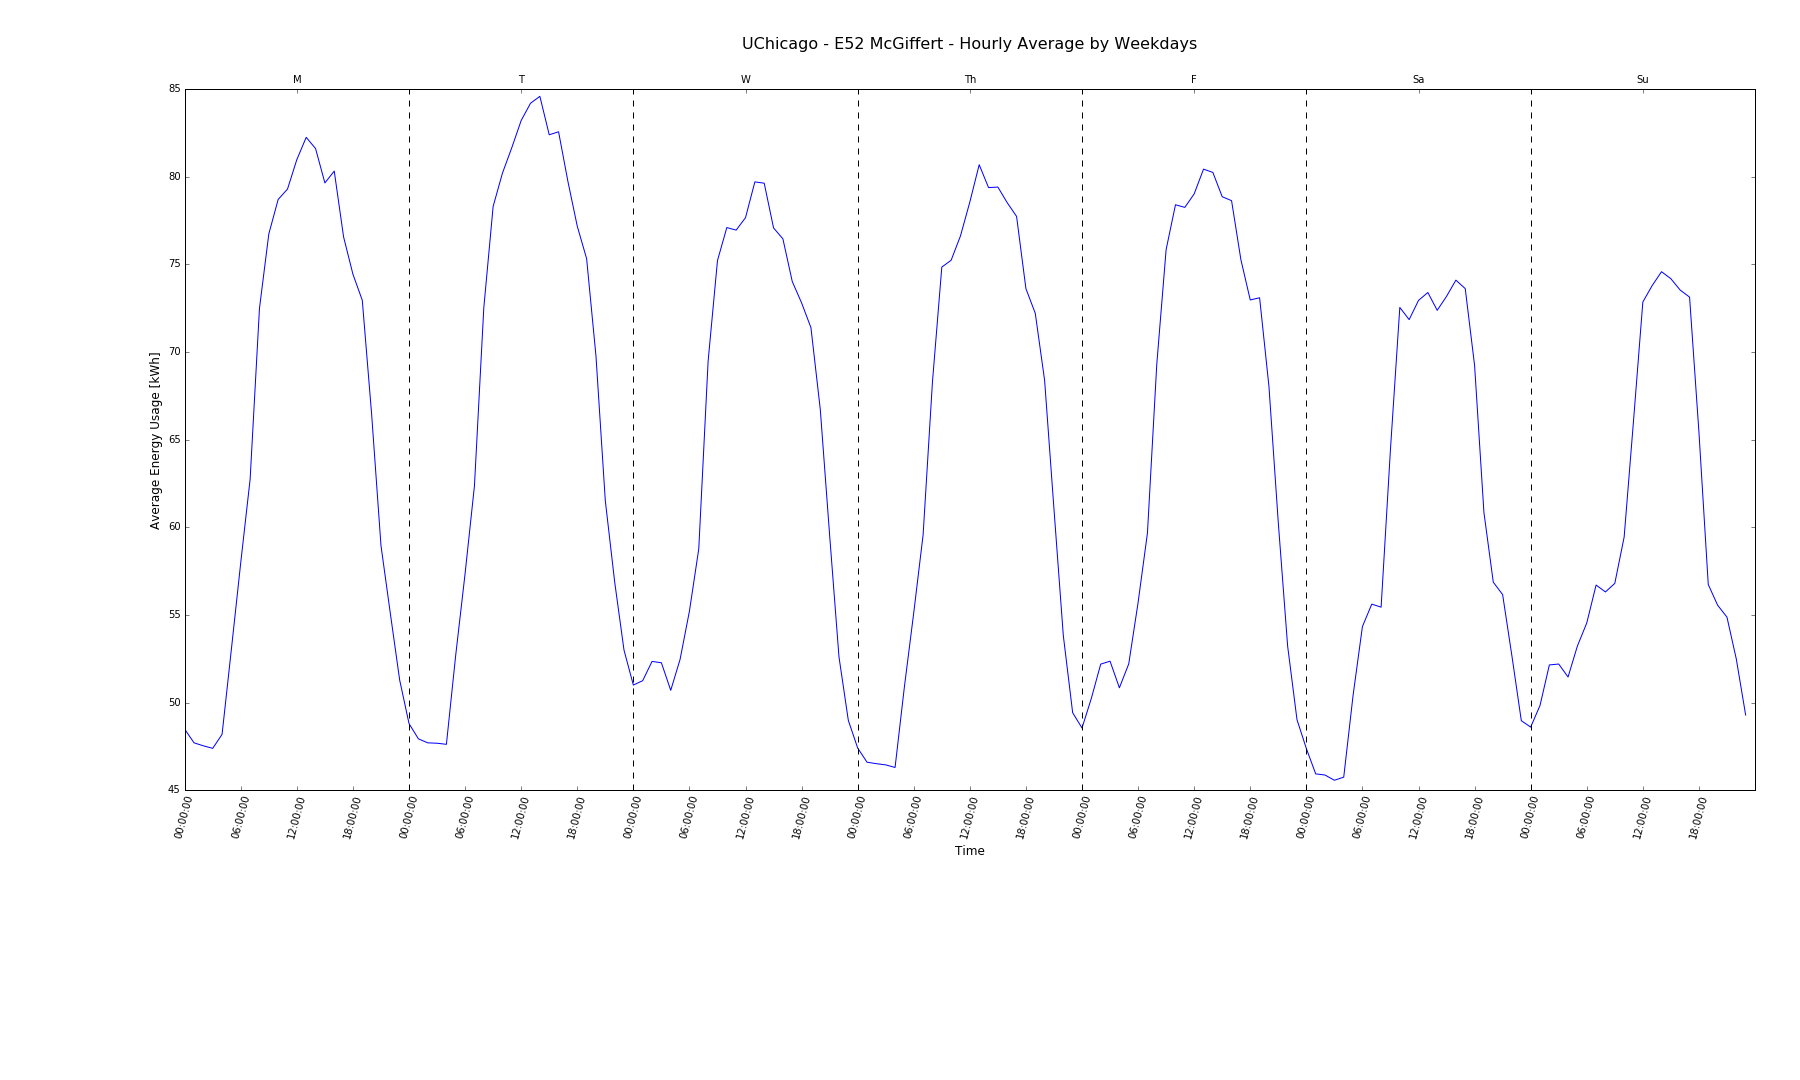 UChicago - E52 McGiffert - Hourly Average by Weekdays
M T W Th F Sa Su
85
80
75
70
65
60
55
50
45
Average Energy Usage [kWh]
00:00:00 06:00:00 12:00:00 18:00:00 00:00:00 06:00:00 12:00:00 18:00:00 00:00:00 06:00:00 12:00:00 18:00:00 00:00:00 06:00:00 12:00:00 18:00:00 00:00:00 06:00:00 12:00:00 18:00:00 00:00:00 06:00:00 12:00:00 18:00:00 00:00:00 06:00:00 12:00:00 18:00:00
Time